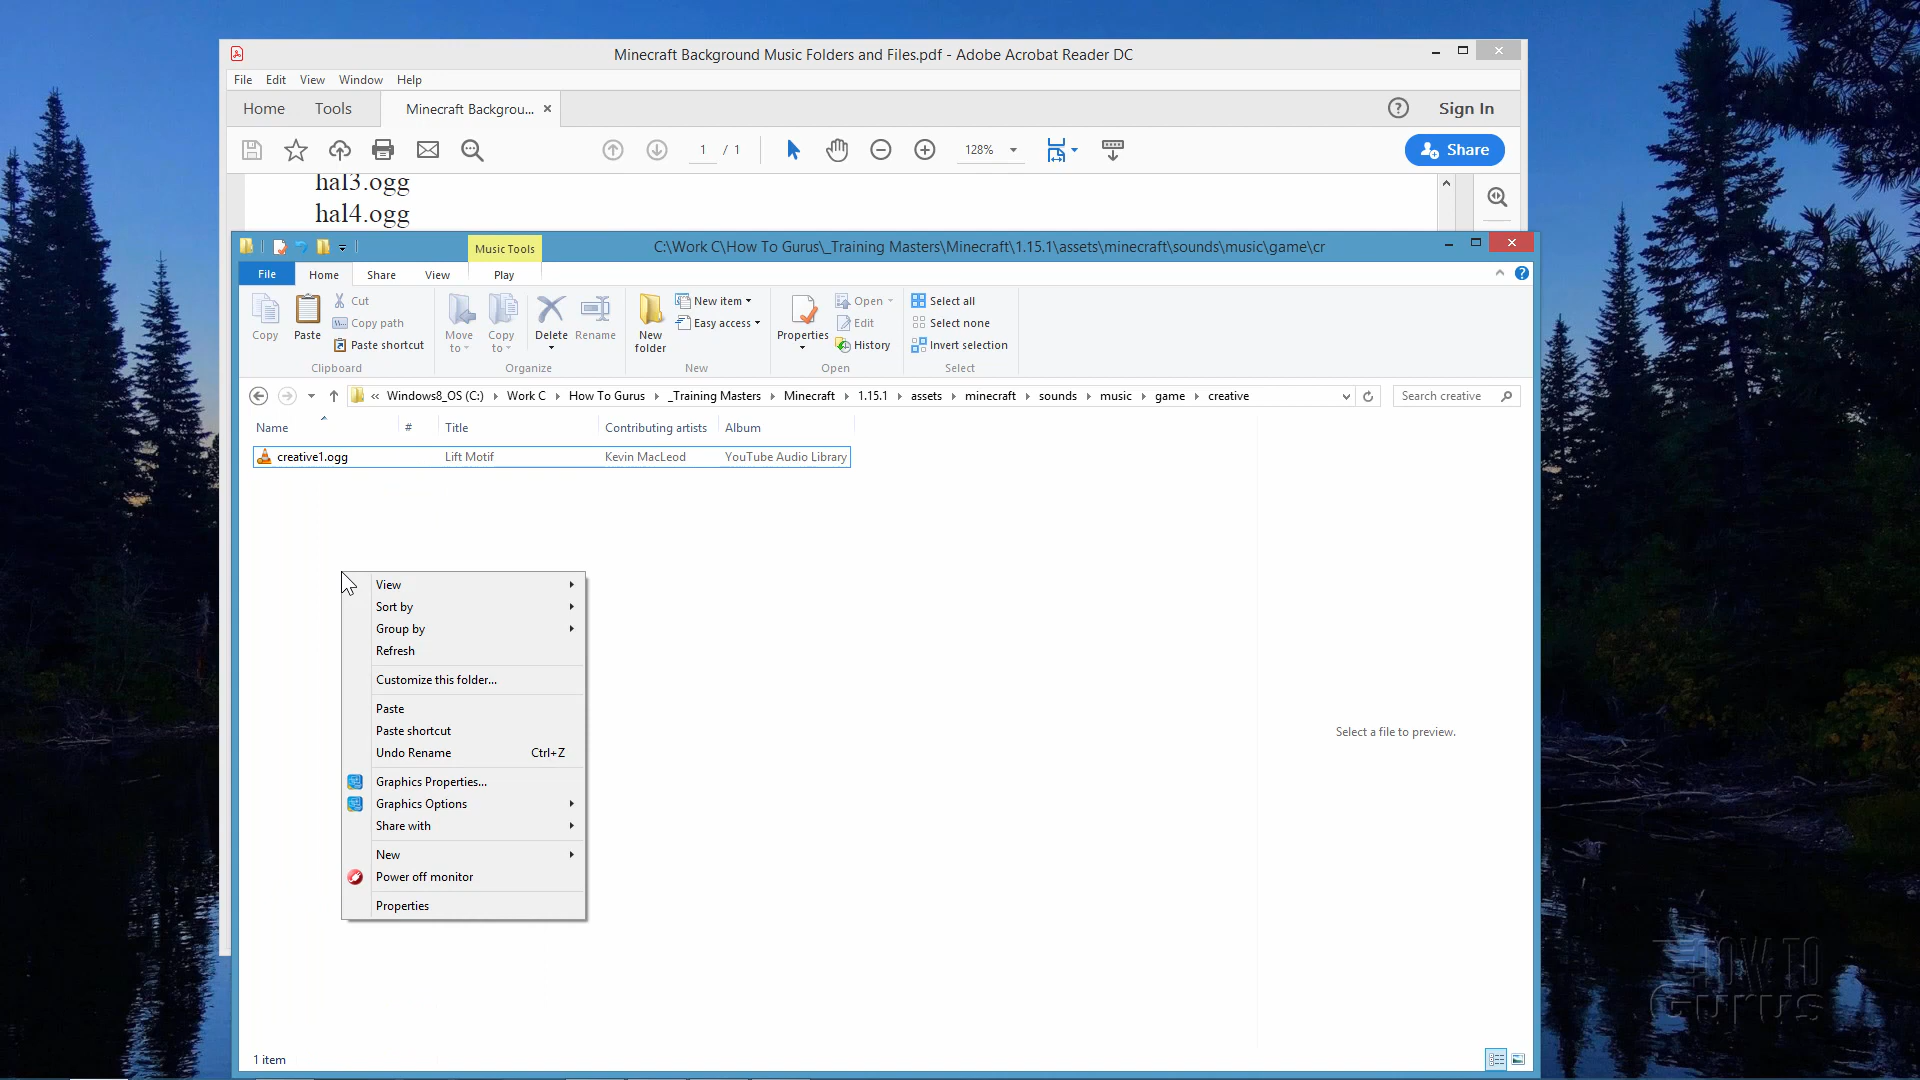 Minecraft Background Music Folders and Files.pdf - Adobe Acrobat Reader DC
File Edit View Window Help
Home Tools Minecraft Backgrou... Sign In
1 / 1 128% Share
hal3.ogg
hal4.ogg
Music Tools C:\Work C\How To Gurus\_Training Masters\Minecraft\1.15.1\assets\minecraft\sounds\music\game\cr
File Home Share View Play
Copy Paste Cut Copy path Paste shortcut Clipboard
Move to Copy to Delete Rename Organize
New folder New item Easy access New
Properties Open Edit History Open
Select all Select none Invert selection Select
« Windows8_OS (C:) Work C How To Gurus _Training Masters Minecraft 1.15.1 assets minecraft sounds music game creative Search creative
Name # Title Contributing artists Album
creative1.ogg Lift Motif Kevin MacLeod YouTube Audio Library
View
Sort by
Group by
Refresh
Customize this folder...
Paste
Paste shortcut
Undo Rename Ctrl+Z
Graphics Properties...
Graphics Options
Share with
New
Power off monitor
Properties
Select a file to preview.
HOW TO
GURUS
1 item